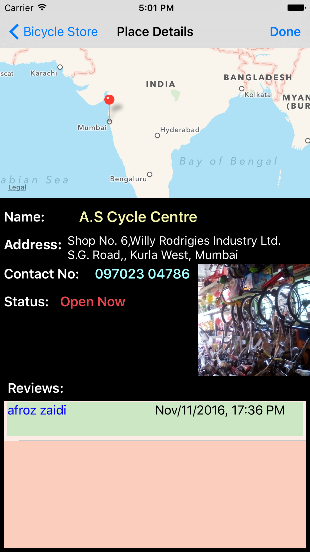 Carrier 5:01 PM
Bicycle Store Place Details Done
scat Karachi
INDIA
BANGLADESH
Kolkata
MYAN
(BUR
Mumbai
Hyderabad
Bengaluru
Bay of Bengal
abian Sea
Legal
Name: A.S Cycle Centre
Address: Shop No. 6,Willy Rodrigies Industry Ltd.
S.G. Road,, Kurla West, Mumbai
Contact No: 097023 04786
Status: Open Now
Reviews:
afroz zaidi Nov/11/2016, 17:36 PM